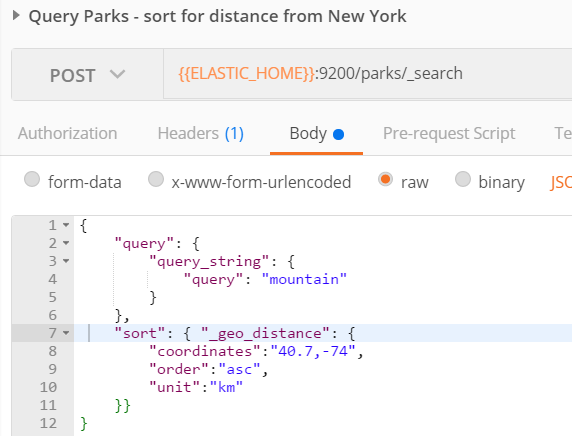 Query Parks - sort for distance from New York
POST {{ELASTIC_HOME}}:9200/parks/_search
Authorization Headers (1) Body Pre-request Script Te
form-data x-www-form-urlencoded raw binary JSO
1 {
2 "query": {
3 "query_string": {
4 "query": "mountain"
5 }
6 },
7 "sort": { "_geo_distance": {
8 "coordinates":"40.7,-74",
9 "order":"asc",
10 "unit":"km"
11 }}
12 }